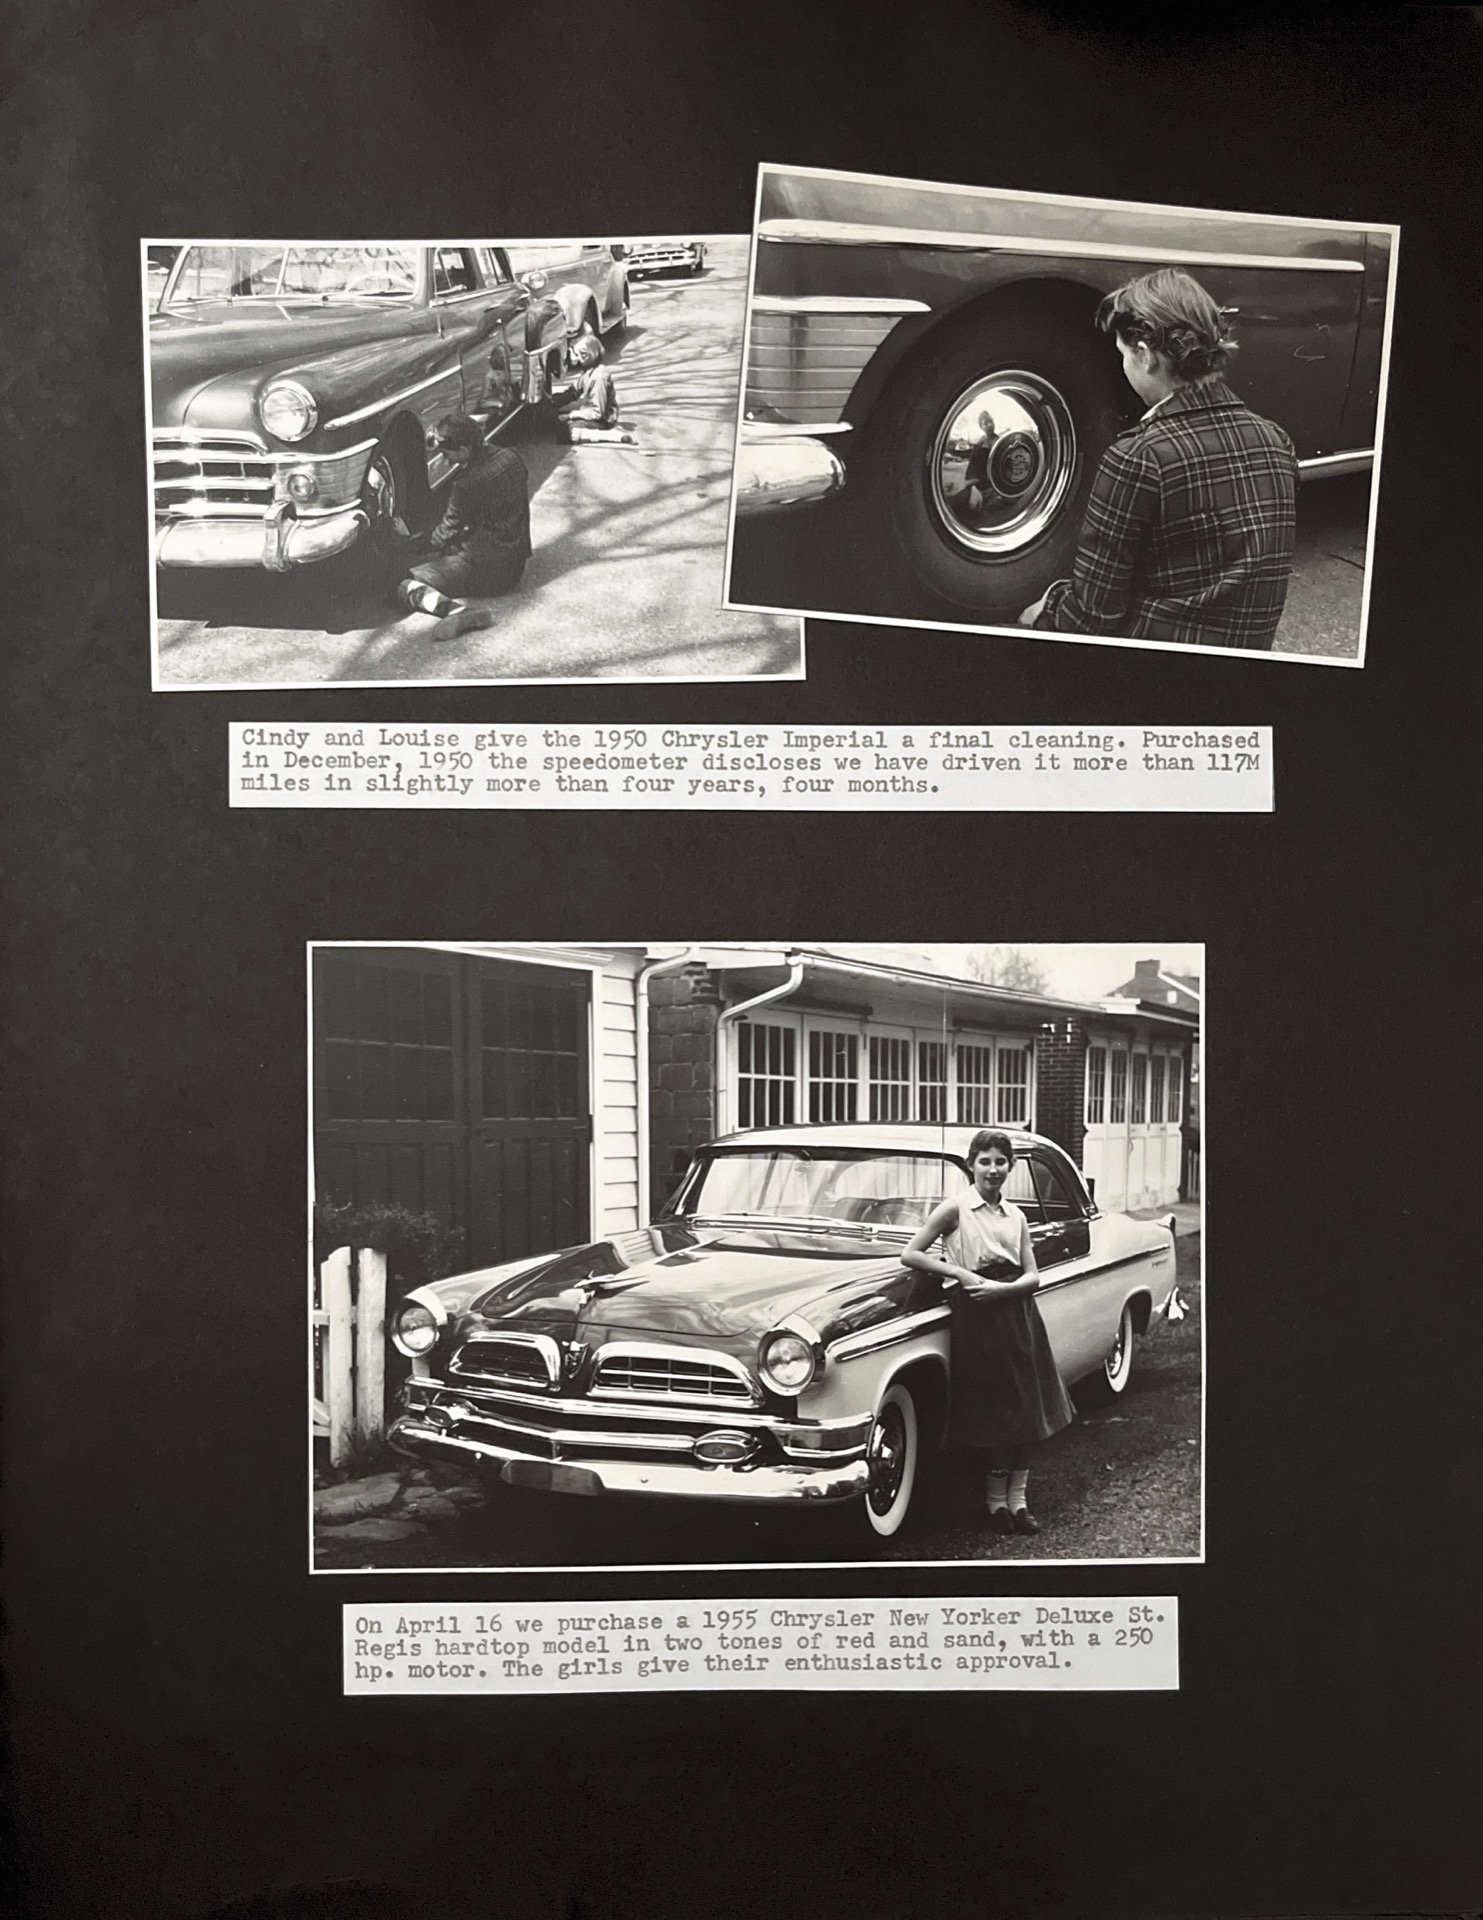 Cindy and Louise give the 1950 Chrysler Imperial a final cleaning. Purchased
in December, 1950 the speedometer discloses we have driven it more than 117M
miles in slightly more than four years, four months.
On April 16 we purchase a 1955 Chrysler New Yorker Deluxe St.
Regis hardtop model in two tones of red and sand, with a 250
hp. motor. The girls give their enthusiastic approval.